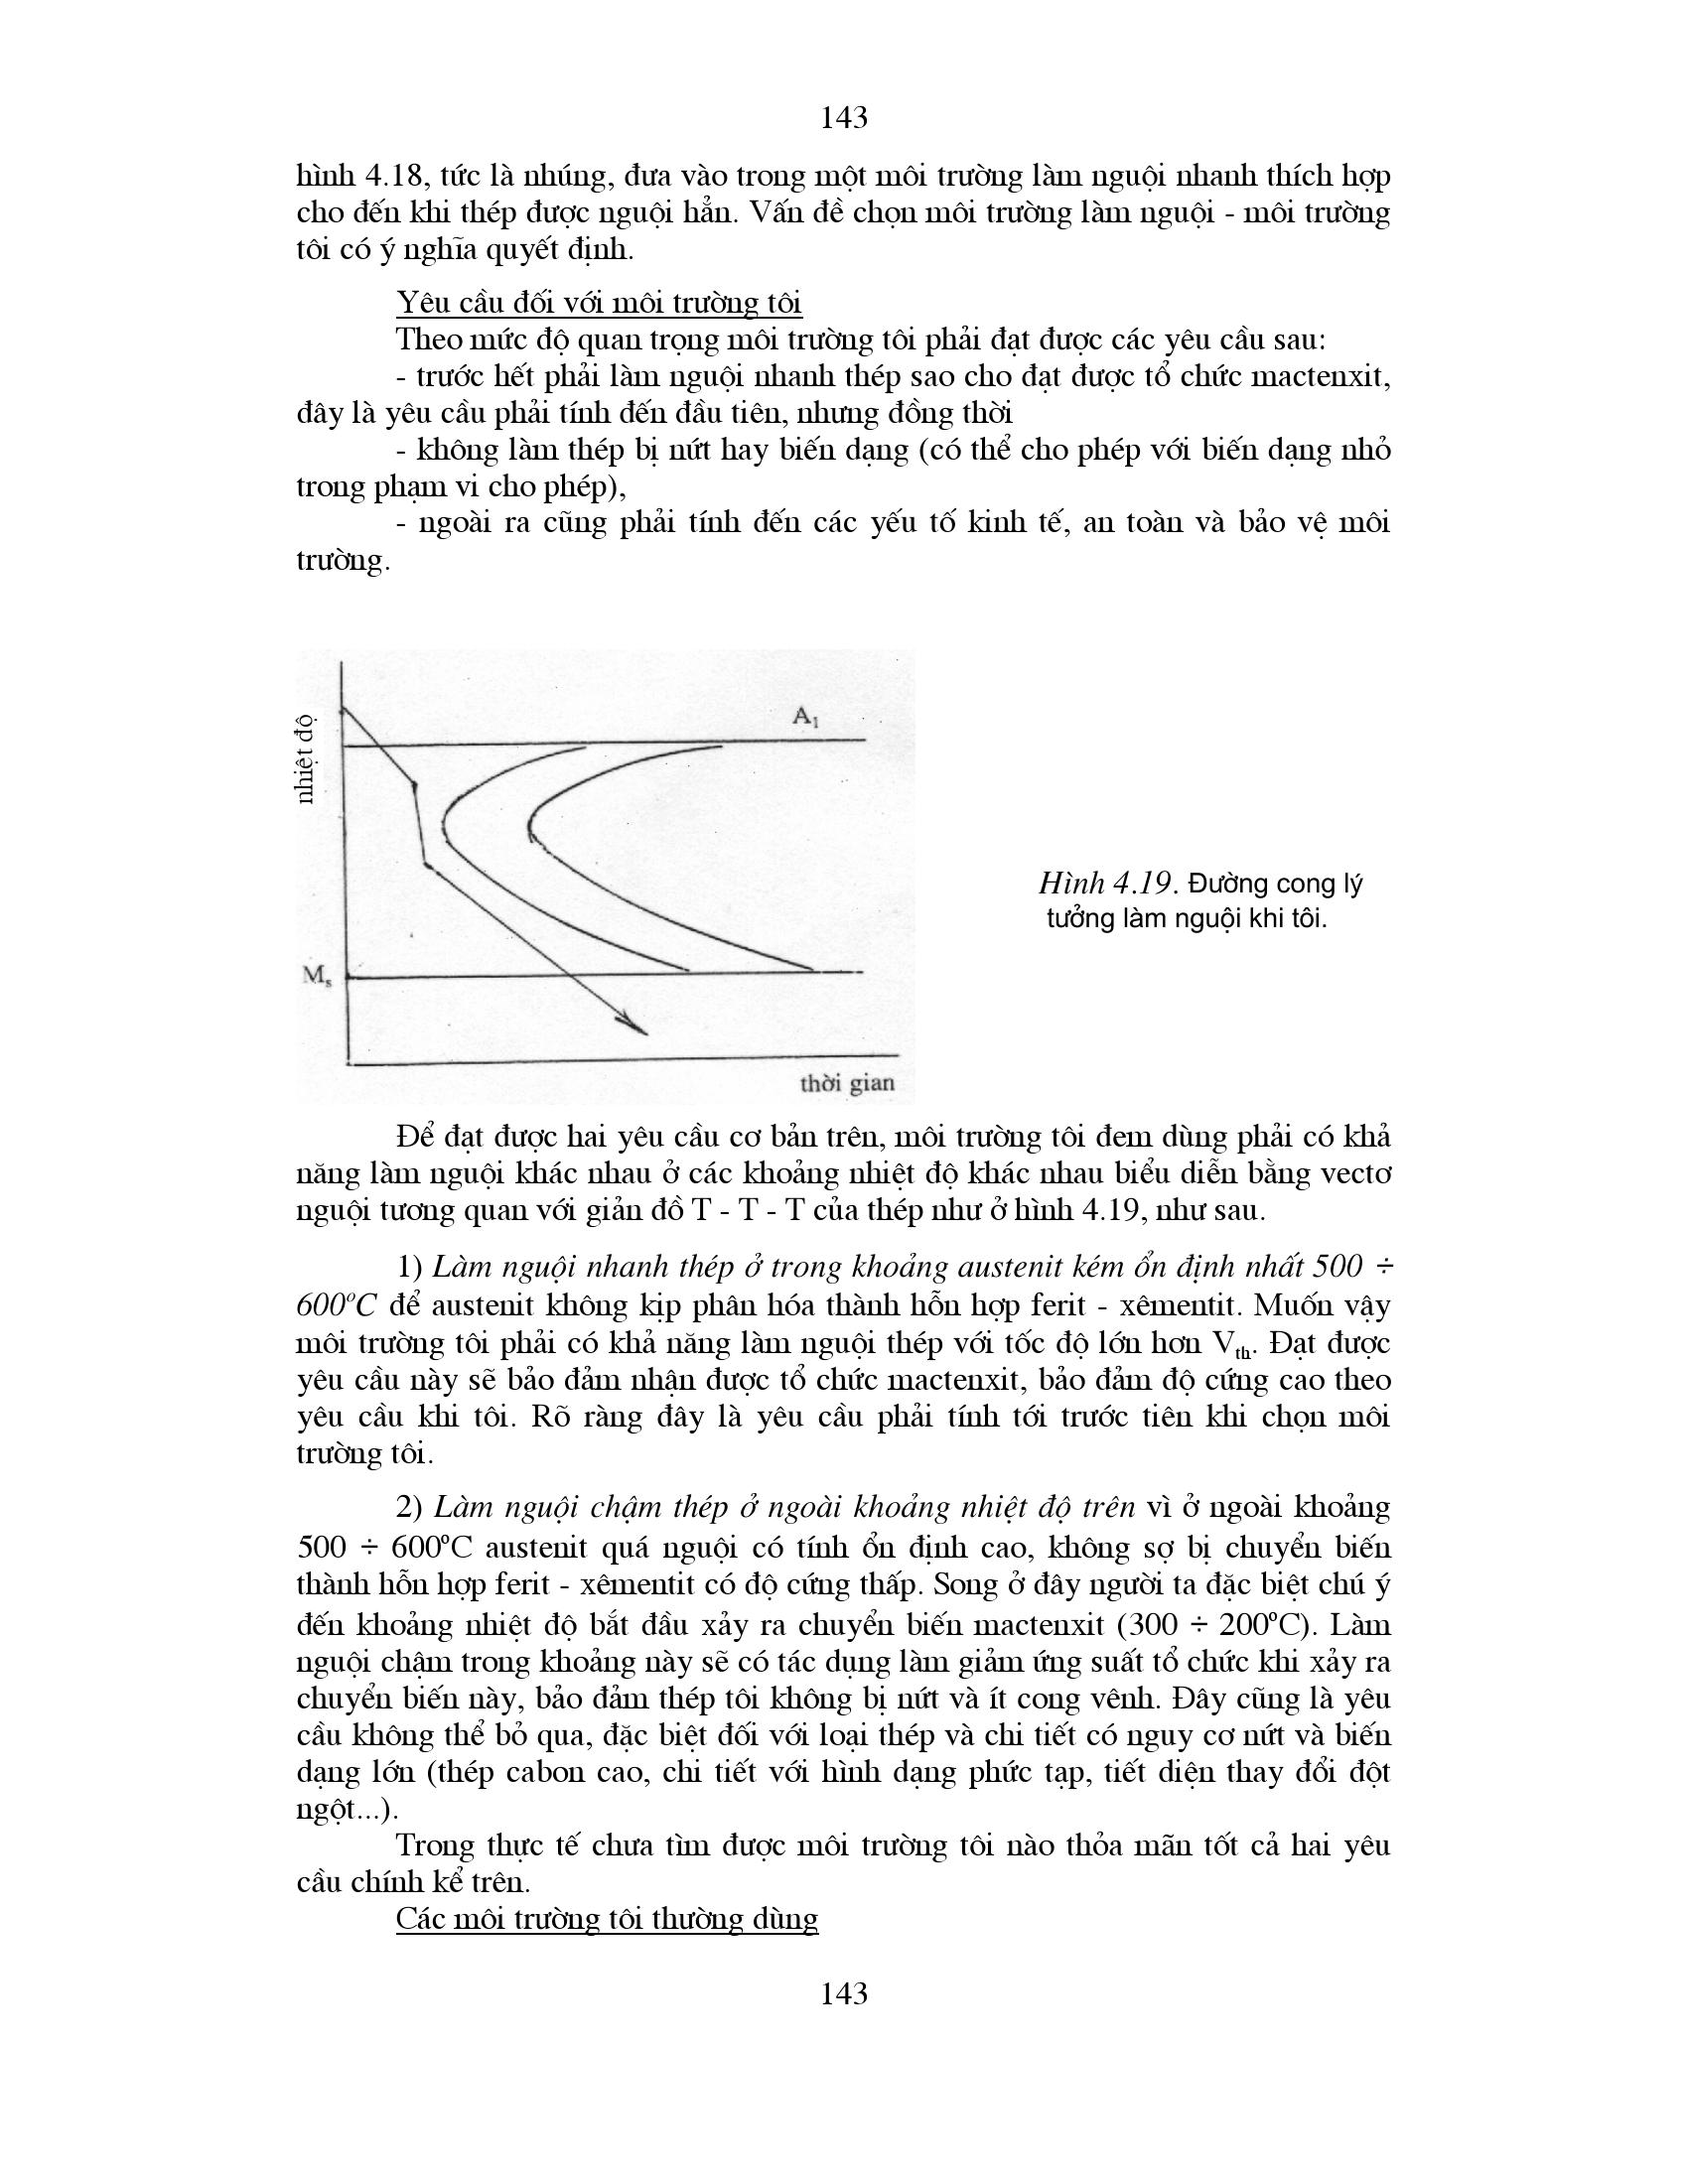 143
hình 4.18, tức là nhúng, đưa vào trong một môi trường làm nguội nhanh thích hợp
cho đến khi thép được nguội hẳn. Vấn đề chọn môi trường làm nguội - môi trường
tôi có ý nghĩa quyết định.
Yêu cầu đối với môi trường tôi
Theo mức độ quan trọng môi trường tôi phải đạt được các yêu cầu sau:
- trước hết phải làm nguội nhanh thép sao cho đạt được tổ chức mactenxit,
đây là yêu cầu phải tính đến đầu tiên, nhưng đồng thời
- không làm thép bị nứt hay biến dạng (có thể cho phép với biến dạng nhỏ
trong phạm vi cho phép),
- ngoài ra cũng phải tính đến các yếu tố kinh tế, an toàn và bảo vệ môi
trường.
nhiệt độ
A₁
Mₛ
thời gian
Hình 4.19. Đường cong lý
tưởng làm nguội khi tôi.
Để đạt được hai yêu cầu cơ bản trên, môi trường tôi đem dùng phải có khả
năng làm nguội khác nhau ở các khoảng nhiệt độ khác nhau biểu diễn bằng vectơ
nguội tương quan với giản đồ T - T - T của thép như ở hình 4.19, như sau.
1) Làm nguội nhanh thép ở trong khoảng austenit kém ổn định nhất 500 ÷
600ºC để austenit không kịp phân hóa thành hỗn hợp ferit - xêmentit. Muốn vậy
môi trường tôi phải có khả năng làm nguội thép với tốc độ lớn hơn Vth. Đạt được
yêu cầu này sẽ bảo đảm nhận được tổ chức mactenxit, bảo đảm độ cứng cao theo
yêu cầu khi tôi. Rõ ràng đây là yêu cầu phải tính tới trước tiên khi chọn môi
trường tôi.
2) Làm nguội chậm thép ở ngoài khoảng nhiệt độ trên vì ở ngoài khoảng
500 ÷ 600ºC austenit quá nguội có tính ổn định cao, không sợ bị chuyển biến
thành hỗn hợp ferit - xêmentit có độ cứng thấp. Song ở đây người ta đặc biệt chú ý
đến khoảng nhiệt độ bắt đầu xảy ra chuyển biến mactenxit (300 ÷ 200ºC). Làm
nguội chậm trong khoảng này sẽ có tác dụng làm giảm ứng suất tổ chức khi xảy ra
chuyển biến này, bảo đảm thép tôi không bị nứt và ít cong vênh. Đây cũng là yêu
cầu không thể bỏ qua, đặc biệt đối với loại thép và chi tiết có nguy cơ nứt và biến
dạng lớn (thép cabon cao, chi tiết với hình dạng phức tạp, tiết diện thay đổi đột
ngột...).
Trong thực tế chưa tìm được môi trường tôi nào thỏa mãn tốt cả hai yêu
cầu chính kể trên.
Các môi trường tôi thường dùng
143